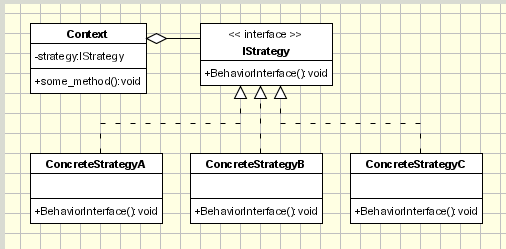 Context
-strategy:IStrategy
+some_method():void
<< interface >>
IStrategy
+BehaviorInterface():void
ConcreteStrategyA
+BehaviorInterface():void
ConcreteStrategyB
+BehaviorInterface():void
ConcreteStrategyC
+BehaviorInterface():void